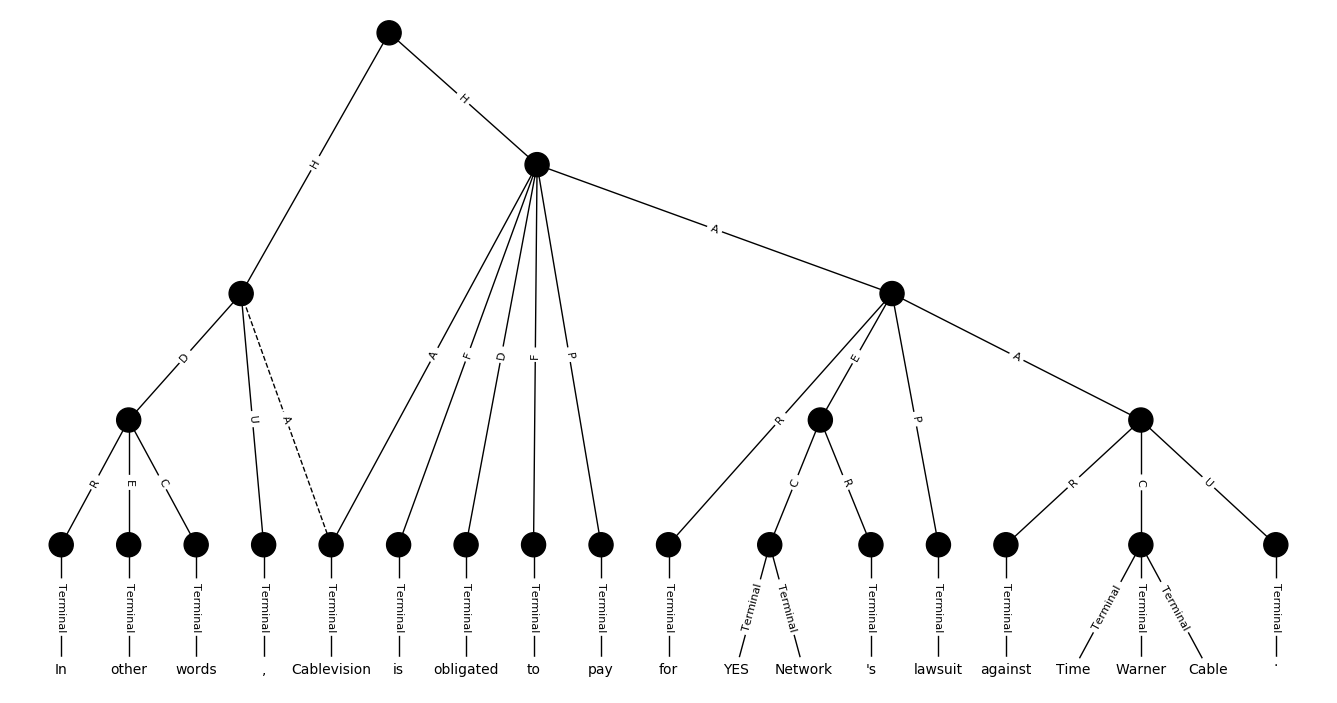 H
H
A
D
A
F
D
F
P
E
A
U
A
R
P
R
E
C
C
R
R
C
U
Terminal Terminal Terminal Terminal Terminal Terminal Terminal Terminal Terminal Terminal Terminal Terminal Terminal Terminal Terminal Terminal Terminal Terminal Terminal
In other words , Cablevision is obligated to pay for YES Network 's lawsuit against Time Warner Cable .